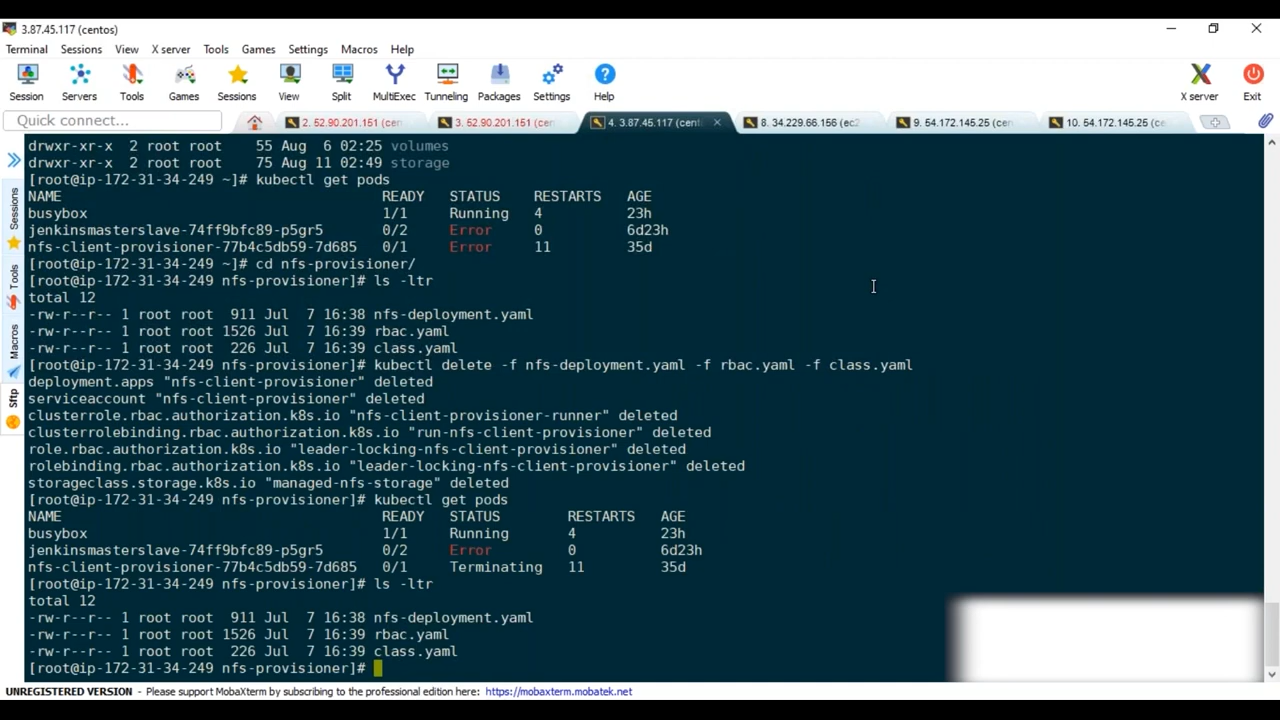 3.87.45.117 (centos)
Terminal Sessions View X server Tools Games Settings Macros Help
Session Servers Tools Games Sessions View Split MultiExec Tunneling Packages Settings Help X server Exit
Quick connect... 2. 52.90.201.151 (cen 3. 52.90.201.151 (cen 4. 3.87.45.117 (cent 8. 34.229.66.156 (ec2 9. 54.172.145.25 (cen 10. 54.172.145.25 (ce
Sessions
Tools
Macros
Sftp
drwxr-xr-x 2 root root 55 Aug 6 02:25 volumes
drwxr-xr-x 2 root root 75 Aug 11 02:49 storage
[root@ip-172-31-34-249 ~]# kubectl get pods
NAME READY STATUS RESTARTS AGE
busybox 1/1 Running 4 23h
jenkinsmasterslave-74ff9bfc89-p5gr5 0/2 Error 0 6d23h
nfs-client-provisioner-77b4c5db59-7d685 0/1 Error 11 35d
[root@ip-172-31-34-249 ~]# cd nfs-provisioner/
[root@ip-172-31-34-249 nfs-provisioner]# ls -ltr
total 12
-rw-r--r-- 1 root root 911 Jul 7 16:38 nfs-deployment.yaml
-rw-r--r-- 1 root root 1526 Jul 7 16:39 rbac.yaml
-rw-r--r-- 1 root root 226 Jul 7 16:39 class.yaml
[root@ip-172-31-34-249 nfs-provisioner]# kubectl delete -f nfs-deployment.yaml -f rbac.yaml -f class.yaml
deployment.apps "nfs-client-provisioner" deleted
serviceaccount "nfs-client-provisioner" deleted
clusterrole.rbac.authorization.k8s.io "nfs-client-provisioner-runner" deleted
clusterrolebinding.rbac.authorization.k8s.io "run-nfs-client-provisioner" deleted
role.rbac.authorization.k8s.io "leader-locking-nfs-client-provisioner" deleted
rolebinding.rbac.authorization.k8s.io "leader-locking-nfs-client-provisioner" deleted
storageclass.storage.k8s.io "managed-nfs-storage" deleted
[root@ip-172-31-34-249 nfs-provisioner]# kubectl get pods
NAME READY STATUS RESTARTS AGE
busybox 1/1 Running 4 23h
jenkinsmasterslave-74ff9bfc89-p5gr5 0/2 Error 0 6d23h
nfs-client-provisioner-77b4c5db59-7d685 0/1 Terminating 11 35d
[root@ip-172-31-34-249 nfs-provisioner]# ls -ltr
total 12
-rw-r--r-- 1 root root 911 Jul 7 16:38 nfs-deployment.yaml
-rw-r--r-- 1 root root 1526 Jul 7 16:39 rbac.yaml
-rw-r--r-- 1 root root 226 Jul 7 16:39 class.yaml
[root@ip-172-31-34-249 nfs-provisioner]#
UNREGISTERED VERSION - Please support MobaXterm by subscribing to the professional edition here: https://mobaxterm.mobatek.net